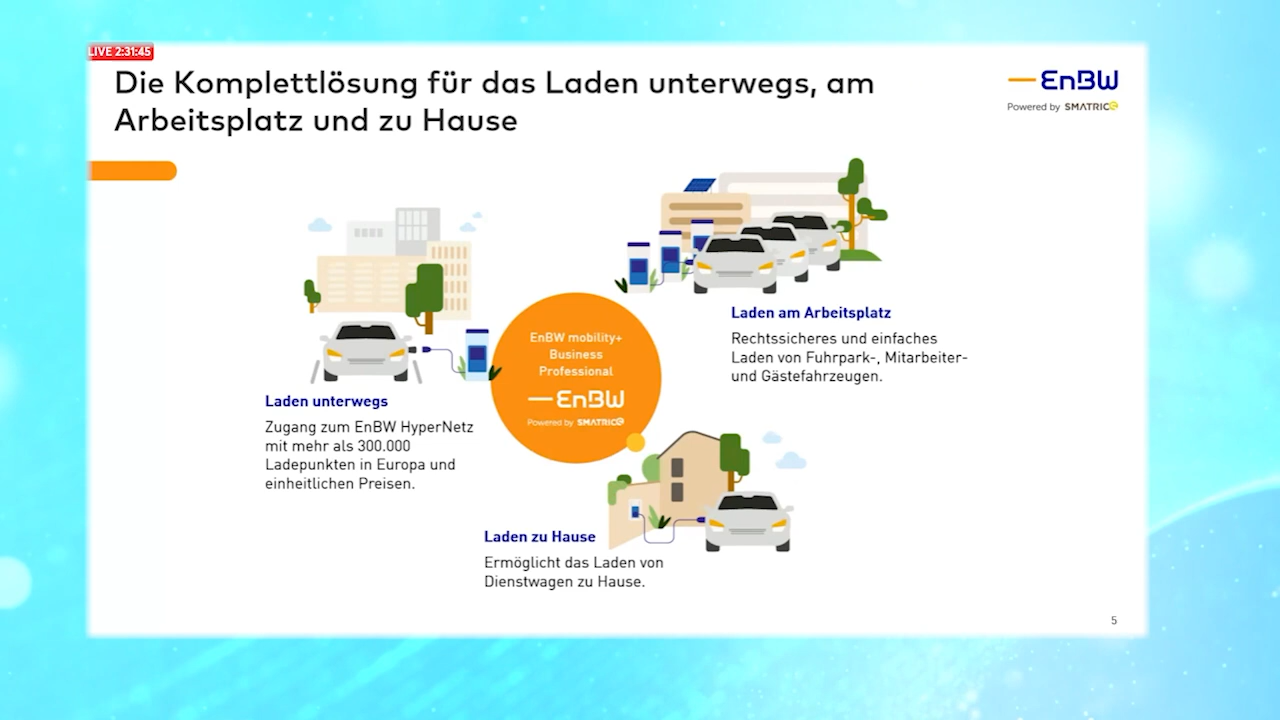 LIVE 2:31:45
Die Komplettlösung für das Laden unterwegs, am
Arbeitsplatz und zu Hause
EnBW
Powered by SMATRICS
Laden am Arbeitsplatz
Rechtssicheres und einfaches
Laden von Fuhrpark-, Mitarbeiter-
und Gästefahrzeugen.
EnBW mobility+
Business
Professional
EnBW
Powered by SMATRICS
Laden unterwegs
Zugang zum EnBW HyperNetz
mit mehr als 300.000
Ladepunkten in Europa und
einheitlichen Preisen.
Laden zu Hause
Ermöglicht das Laden von
Dienstwagen zu Hause.
5